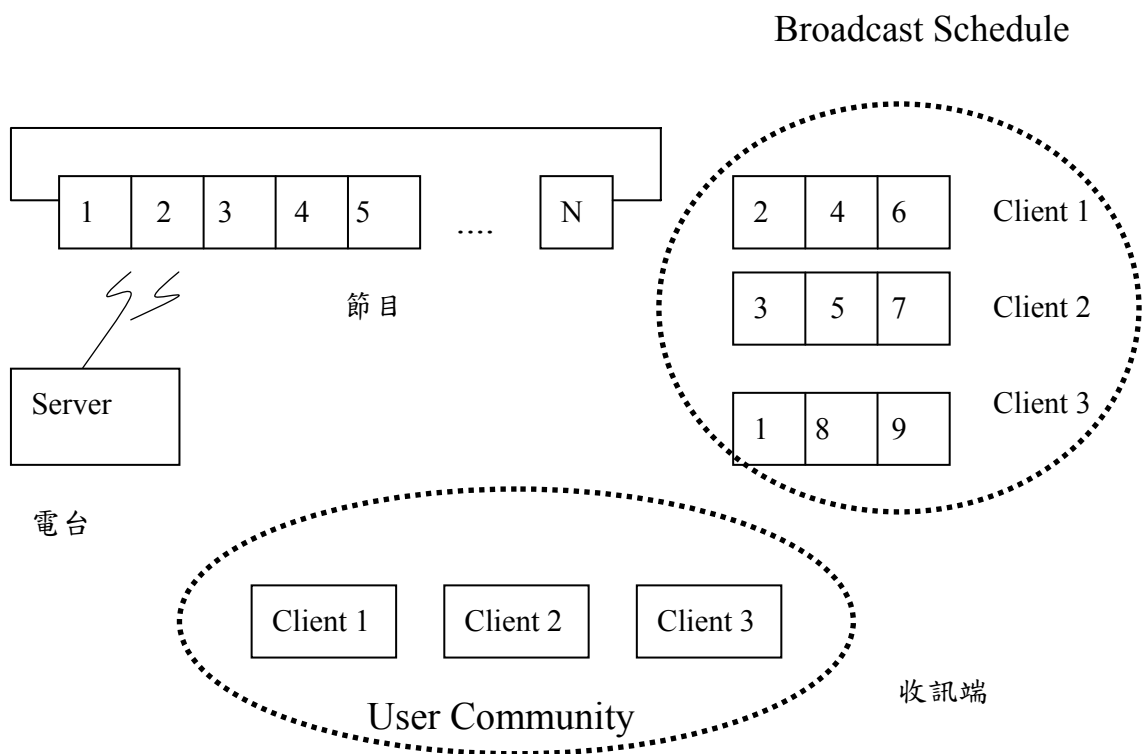 Broadcast Schedule
1 2 3 4 5 .... N
節目
2 4 6 Client 1
3 5 7 Client 2
1 8 9 Client 3
Server
電台
Client 1 Client 2 Client 3
User Community
收訊端